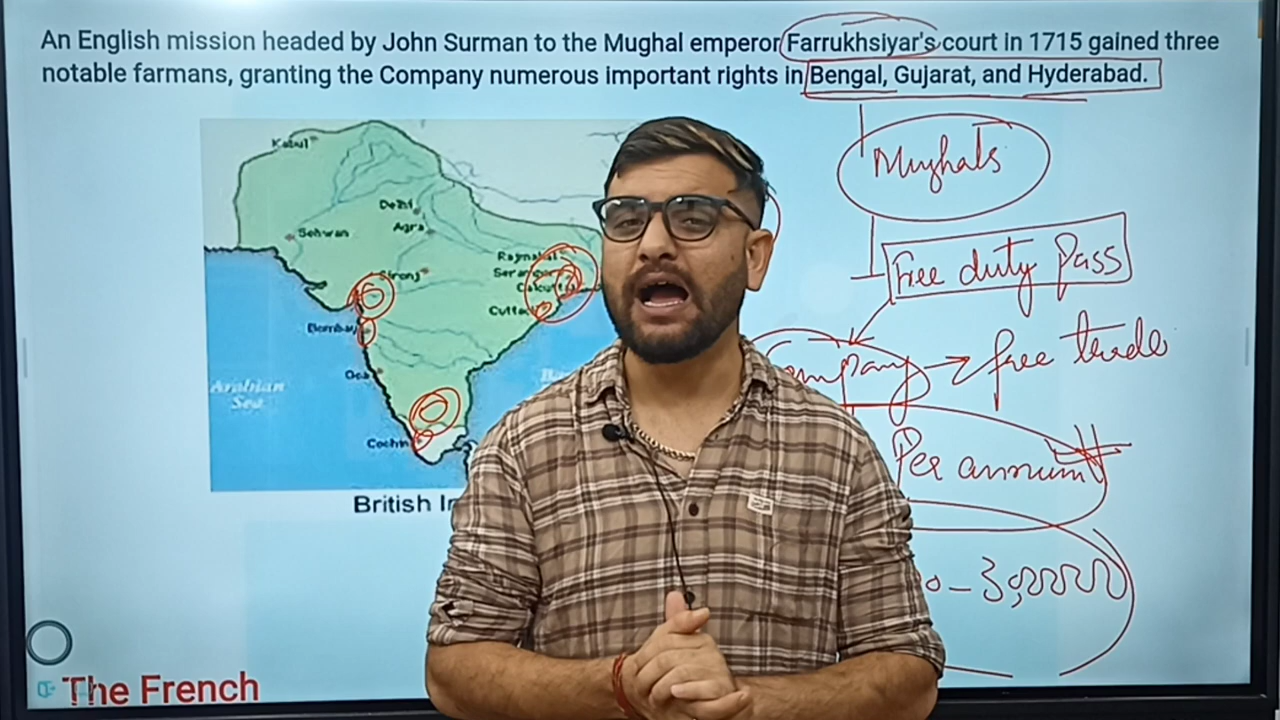 An English mission headed by John Surman to the Mughal emperor Farrukhsiyar's court in 1715 gained three
notable farmans, granting the Company numerous important rights in Bengal, Gujarat, and Hyderabad.
Kabul
Delhi
Agra
Sehwan
Sironj
Calcutta
Bombay
Goa
Arabian
Sea
Cochin
British
Mughals
Free duty Pass
ompany → free trade
Per annum
The French